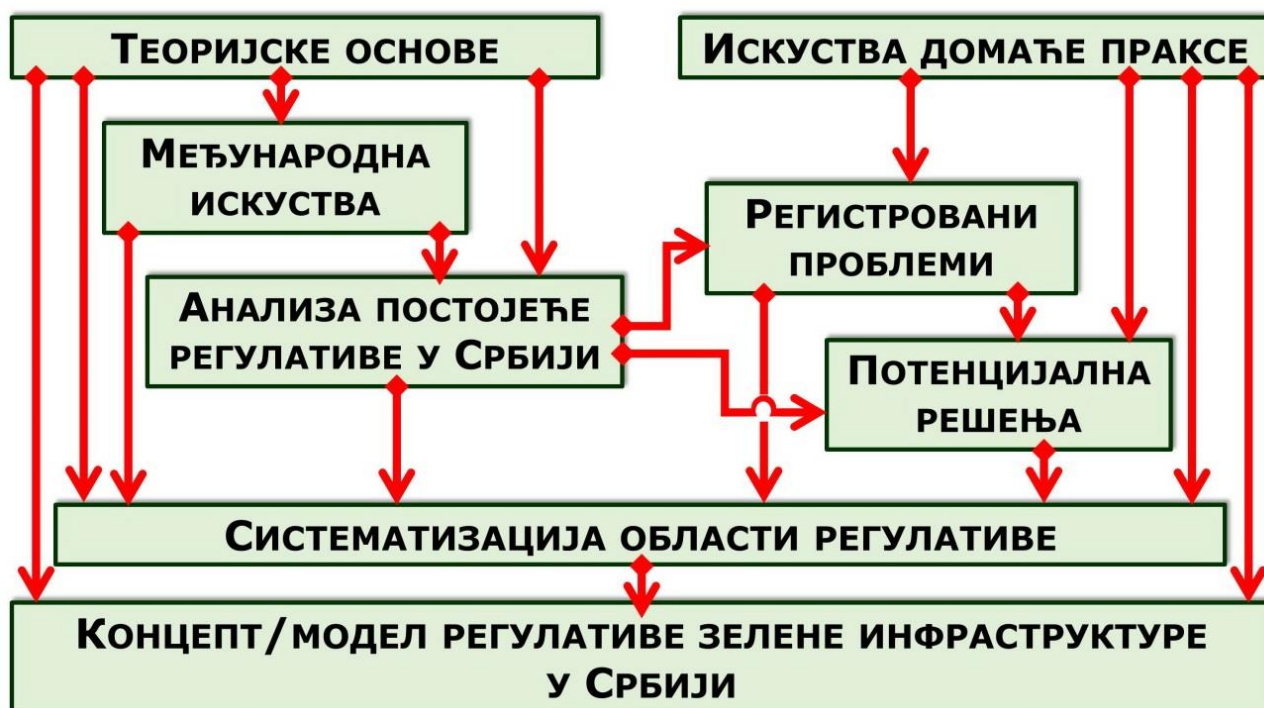 ТЕОРИЈСКЕ ОСНОВЕ
ИСКУСТВА ДОМАЋЕ ПРАКСЕ
МЕЂУНАРОДНА
ИСКУСТВА
РЕГИСТРОВАНИ
ПРОБЛЕМИ
АНАЛИЗА ПОСТОЈЕЋЕ
РЕГУЛАТИВЕ У СРБИЈИ
ПОТЕНЦИЈАЛНА
РЕШЕЊА
СИСТЕМАТИЗАЦИЈА ОБЛАСТИ РЕГУЛАТИВЕ
КОНЦЕПТ/МОДЕЛ РЕГУЛАТИВЕ ЗЕЛЕНЕ ИНФРАСТРУКТУРЕ
У СРБИЈИ